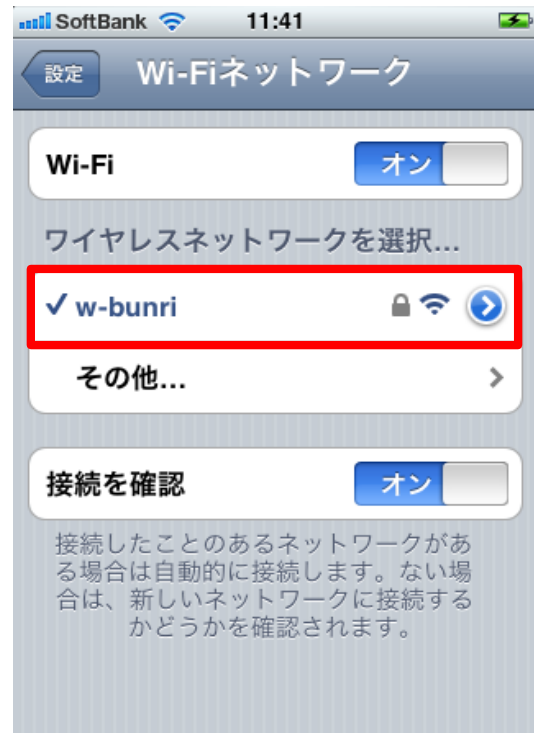 SoftBank 11:41
設定 Wi-Fiネットワーク
Wi-Fi オン
ワイヤレスネットワークを選択...
✓ w-bunri
その他...
接続を確認 オン
接続したことのあるネットワークがあ
る場合は自動的に接続します。ない場
合は、新しいネットワークに接続する
かどうかを確認されます。